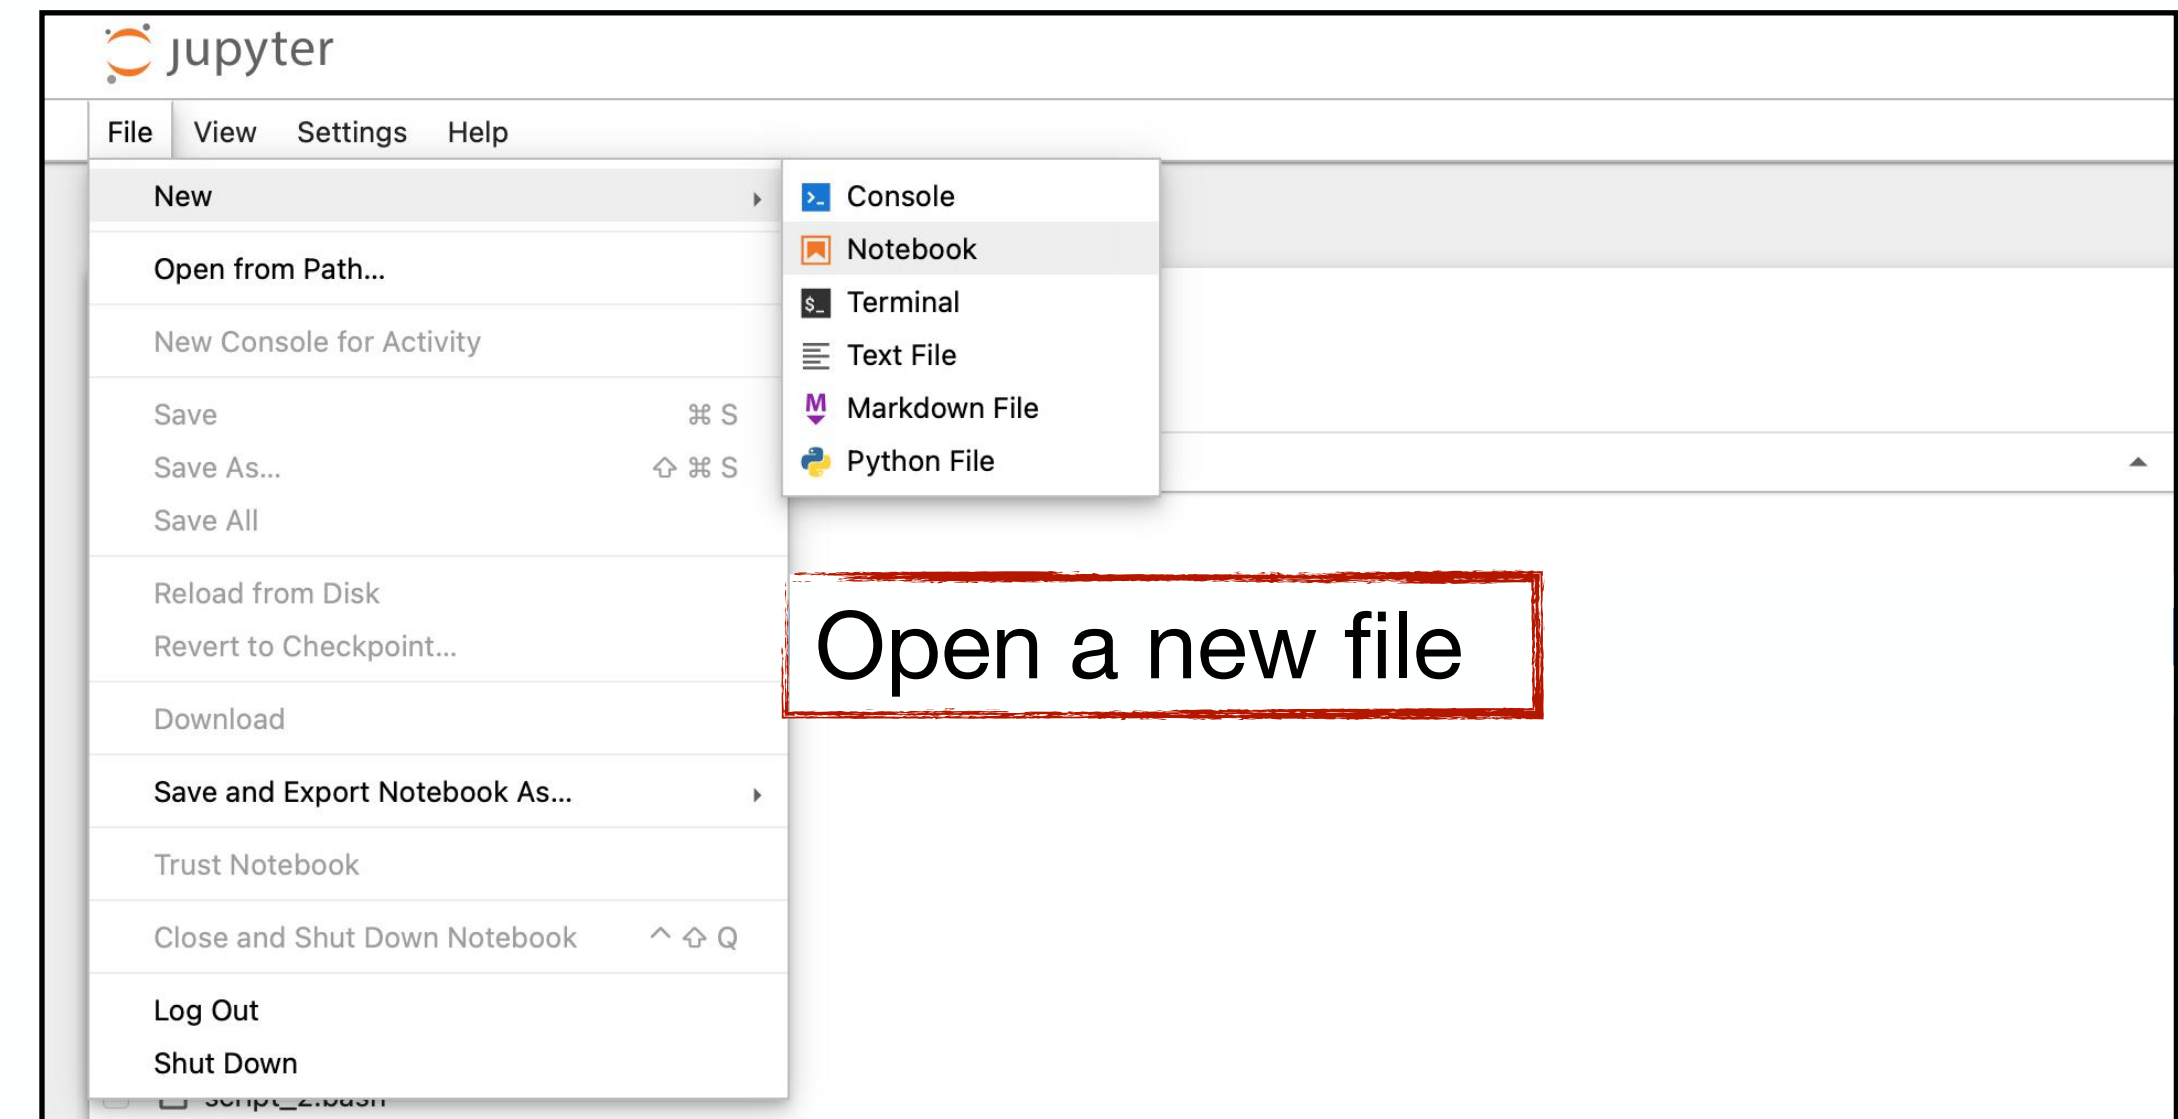 jupyter
File View Settings Help
New
Open from Path...
New Console for Activity
Save ⌘ S
Save As... ⇧ ⌘ S
Save All
Reload from Disk
Revert to Checkpoint...
Download
Save and Export Notebook As...
Trust Notebook
Close and Shut Down Notebook ^ ⇧ Q
Log Out
Shut Down
Console
Notebook
Terminal
Text File
Markdown File
Python File
Open a new file
script_2.bash